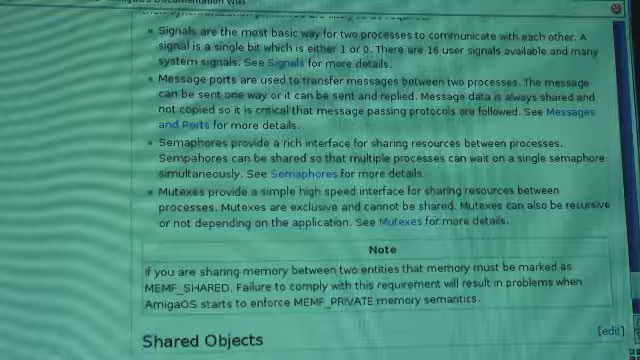 AmigaOS Documentation Wiki
Signals are the most basic way for two processes to communicate with each other. A
signal is a single bit which is either 1 or 0. There are 16 user signals available and many
system signals. See Signals for more details.
Message ports are used to transfer messages between two processes. The message
can be sent one way or it can be sent and replied. Message data is always shared and
not copied so it is critical that message passing protocols are followed. See Messages
and Ports for more details.
Semaphores provide a rich interface for sharing resources between processes.
Sempahores can be shared so that multiple processes can wait on a single semaphore
simultaneously. See Semaphores for more details.
Mutexes provide a simple high speed interface for sharing resources between
processes. Mutexes are exclusive and cannot be shared. Mutexes can also be recursive
or not depending on the application. See Mutexes for more details.
Note
If you are sharing memory between two entities that memory must be marked as
MEMF_SHARED. Failure to comply with this requirement will result in problems when
AmigaOS starts to enforce MEMF_PRIVATE memory semantics.
[edit]
Shared Objects